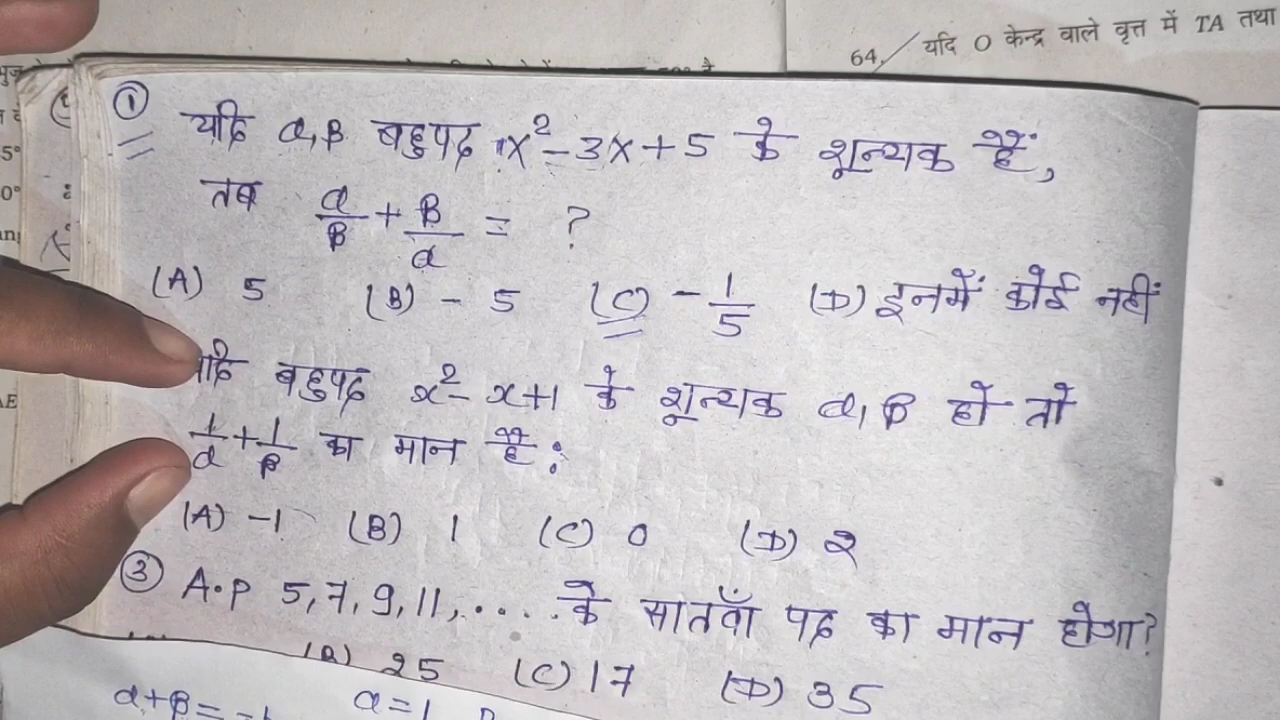 64. यदि O केन्द्र वाले वृत्त में TA तथा
① यदि α, β बहुपद x² - 3x + 5 के शून्यक हैं,
तब α/β + β/α = ?
(A) 5 (B) - 5 (C) - 1/5 (D) इनमें कोई नहीं
यदि बहुपद x² - x + 1 के शून्यक α, β हो तो
1/α + 1/β का मान है:
(A) -1 (B) 1 (C) 0 (D) 2
③ A.P 5, 7, 9, 11, .... के सातवाँ पद का मान होगा?
(B) 25 (C) 17 (D) 35
α + β = -1 α = 1